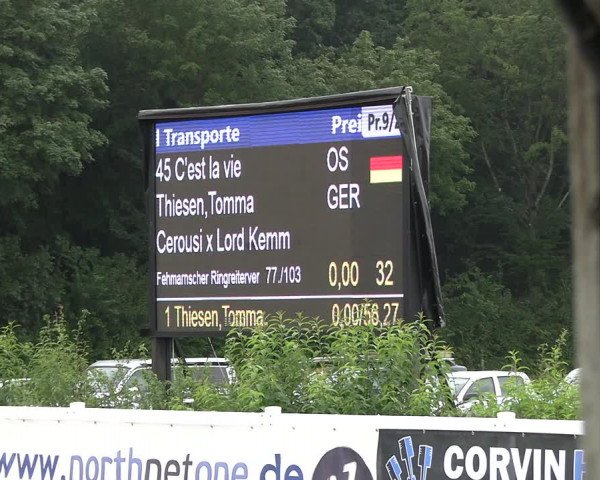 l Transporte Prei Pr.9/2
45 C'est la vie OS
Thiesen,Tomma GER
Cerousi x Lord Kemm
Fehmarnscher Ringreiterver 77./103 0,00 32
1 Thiesen,Tomma 0.00/56,27
www.northnetone.de
CORVIN